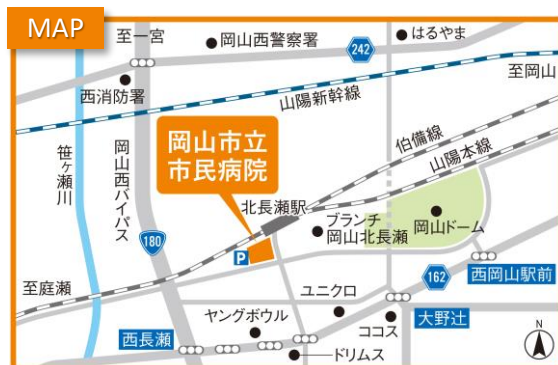 MAP
至一宮
岡山西警察署
242
はるやま
西消防署
至岡山
山陽新幹線
笹ヶ瀬川
岡山西バイパス
岡山市立
市民病院
伯備線
山陽本線
北長瀬駅
ブランチ
岡山北長瀬
岡山ドーム
180
P
至庭瀬
162
西岡山駅前
ユニクロ
西長瀬
ヤングボウル
ココス
大野辻
ドリムス
N